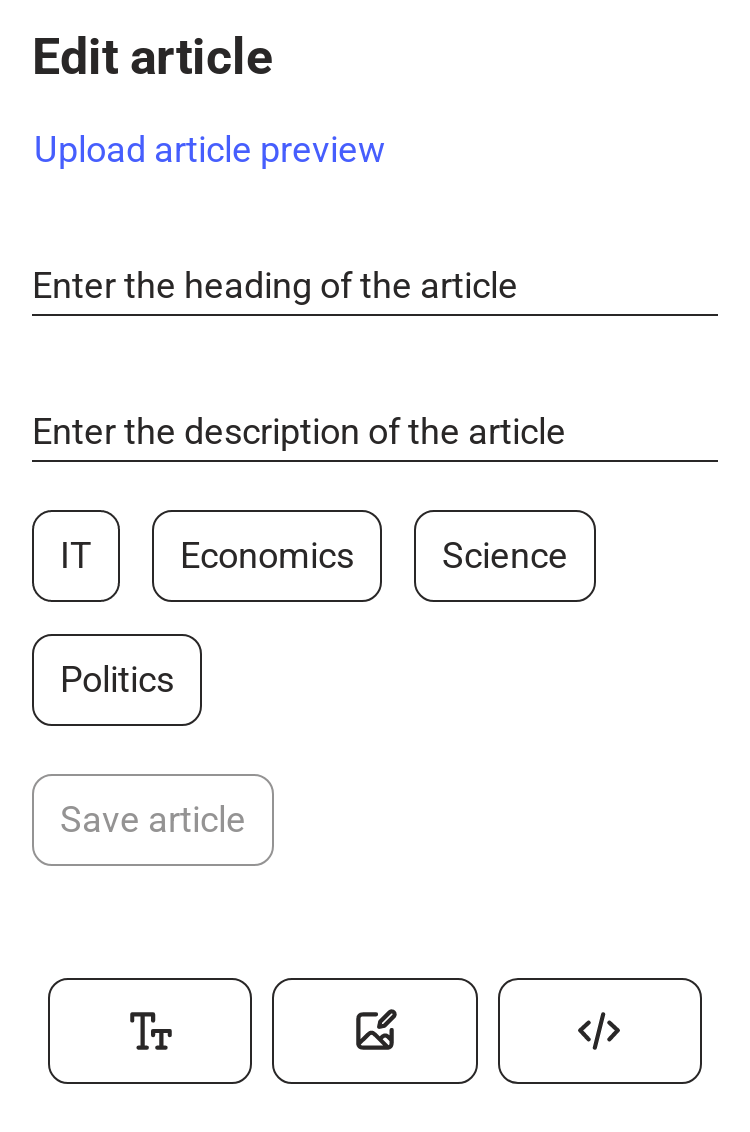 Edit article
Upload article preview
Enter the heading of the article
Enter the description of the article
IT Economics Science
Politics
Save article